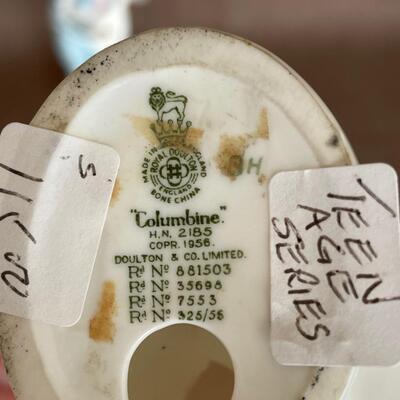 MADE IN ENGLAND
ROYAL DOULTON
ENGLAND
BONE CHINA
"Columbine."
H.N. 2185
COPR. 1956.
DOULTON & CO. LIMITED.
Rd No 881503
Rd No 35698
Rd No 7553
Rd No 325/56
H
S
TEEN
AGE
SERIES